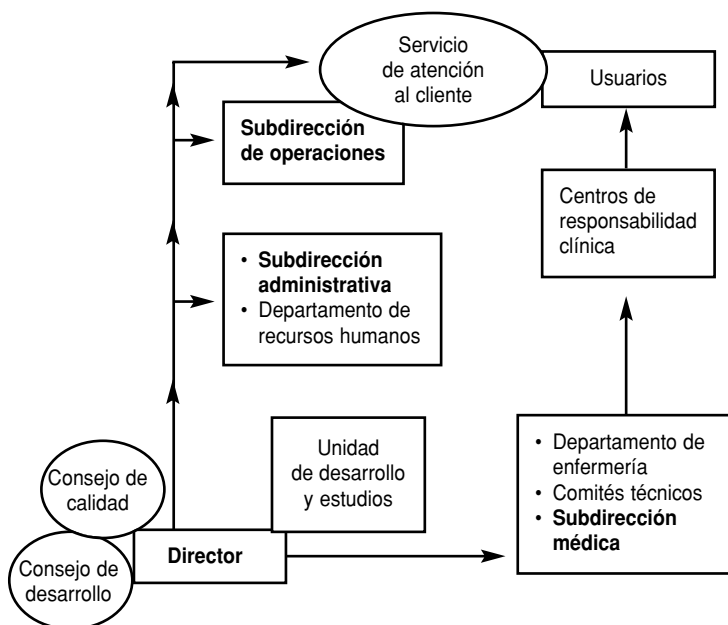 Servicio
de atención
al cliente
Usuarios
Subdirección
de operaciones
Centros de
responsabilidad
clínica
• Subdirección
administrativa
• Departamento de
recursos humanos
Unidad
de desarrollo
y estudios
• Departamento de
enfermería
• Comités técnicos
• Subdirección
médica
Consejo de
calidad
Director
Consejo de
desarrollo